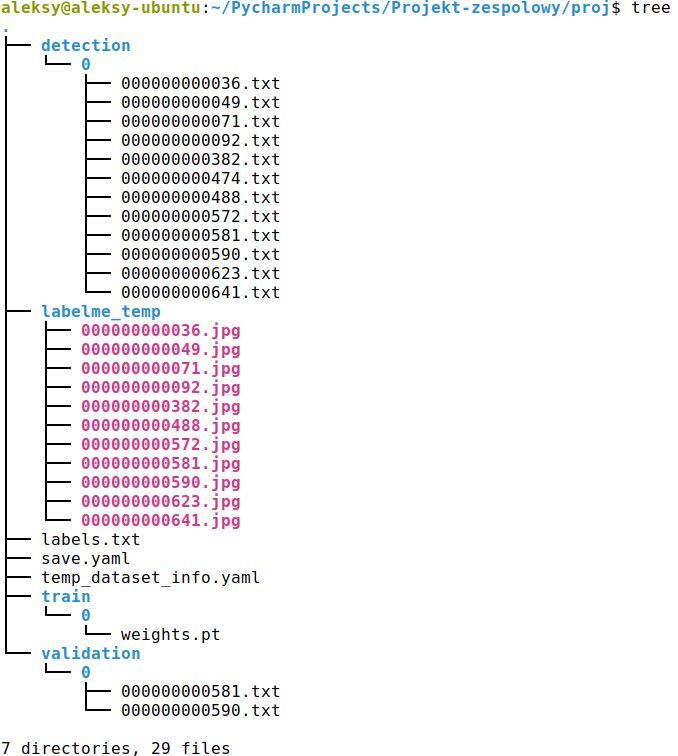 aleksy@aleksy-ubuntu:~/PycharmProjects/Projekt-zespolowy/proj$ tree
.
├── detection
│   └── 0
│       ├── 000000000036.txt
│       ├── 000000000049.txt
│       ├── 000000000071.txt
│       ├── 000000000092.txt
│       ├── 000000000382.txt
│       ├── 000000000474.txt
│       ├── 000000000488.txt
│       ├── 000000000572.txt
│       ├── 000000000581.txt
│       ├── 000000000590.txt
│       ├── 000000000623.txt
│       └── 000000000641.txt
├── labelme_temp
│   ├── 000000000036.jpg
│   ├── 000000000049.jpg
│   ├── 000000000071.jpg
│   ├── 000000000092.jpg
│   ├── 000000000382.jpg
│   ├── 000000000488.jpg
│   ├── 000000000572.jpg
│   ├── 000000000581.jpg
│   ├── 000000000590.jpg
│   ├── 000000000623.jpg
│   └── 000000000641.jpg
├── labels.txt
├── save.yaml
├── temp_dataset_info.yaml
├── train
│   └── 0
│       └── weights.pt
└── validation
    └── 0
        ├── 000000000581.txt
        └── 000000000590.txt

7 directories, 29 files